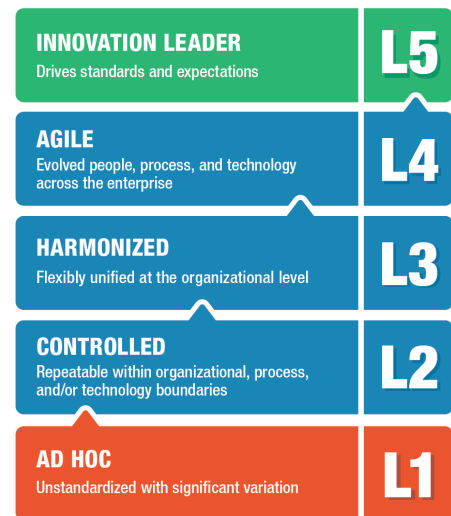 INNOVATION LEADER
Drives standards and expectations
L5
AGILE
Evolved people, process, and technology
across the enterprise
L4
HARMONIZED
Flexibly unified at the organizational level
L3
CONTROLLED
Repeatable within organizational, process,
and/or technology boundaries
L2
AD HOC
Unstandardized with significant variation
L1